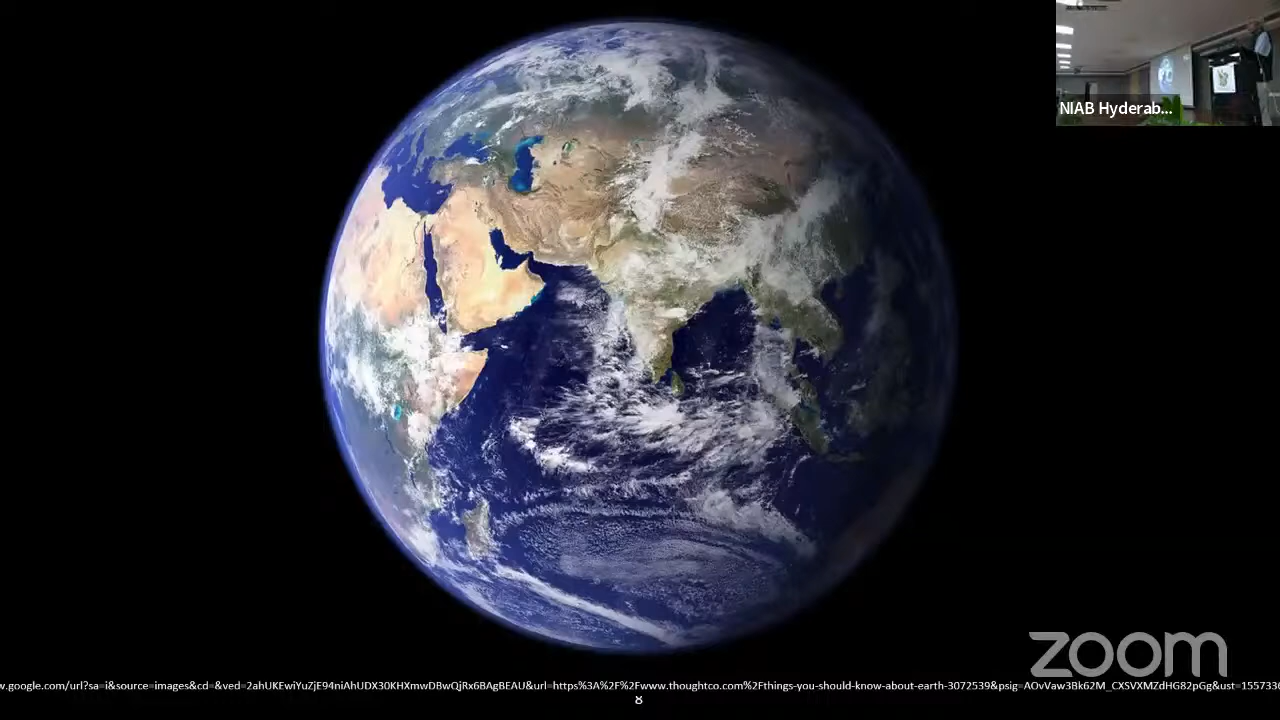 NIAB Hyderab...
zoom
w.google.com/url?sa=i&source=images&cd=&ved=2ahUKEwiYuZjE94niAhUDX30KHXmwDBwQjRx6BAgBEAU&url=https%3A%2F%2Fwww.thoughtco.com%2Fthings-you-should-know-about-earth-3072539&psig=AOvVaw3Bk62M_CXSVXMZdHG82pGg&ust=155733
8